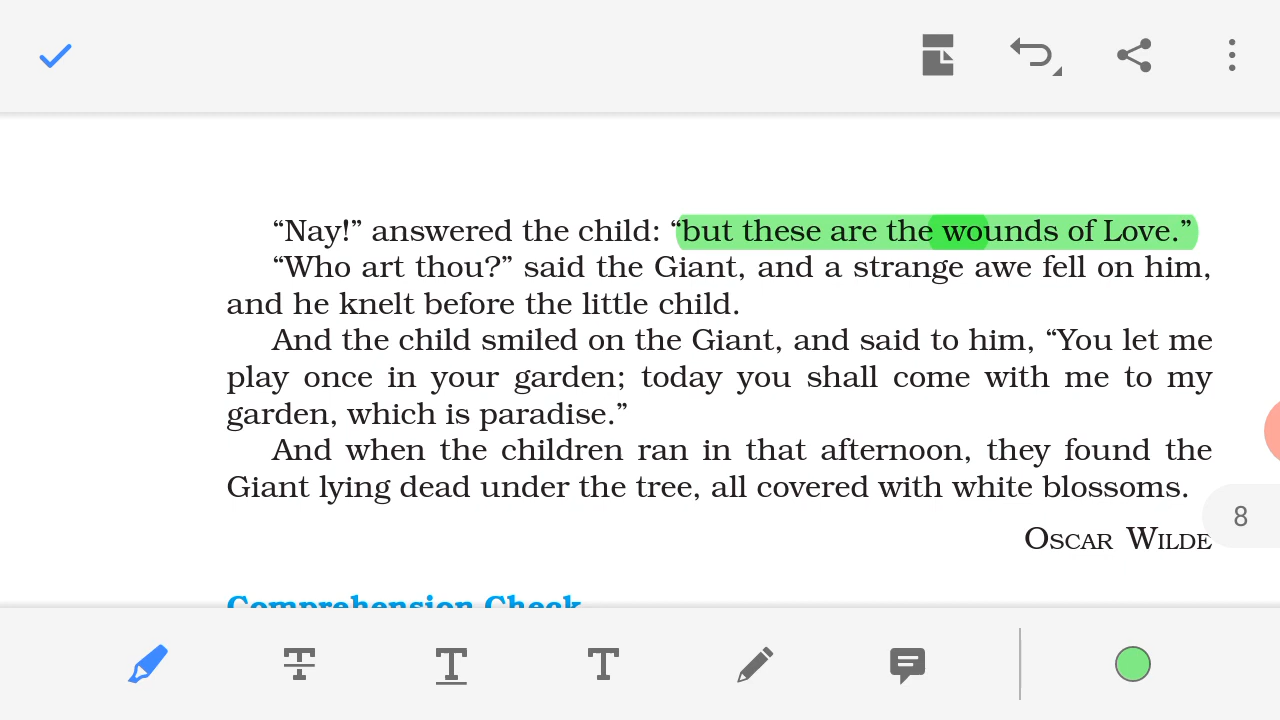 “Nay!” answered the child: “but these are the wounds of Love.”
“Who art thou?” said the Giant, and a strange awe fell on him,
and he knelt before the little child.
And the child smiled on the Giant, and said to him, “You let me
play once in your garden; today you shall come with me to my
garden, which is paradise.”
And when the children ran in that afternoon, they found the
Giant lying dead under the tree, all covered with white blossoms.
8
OSCAR WILDE
Comprehension Check